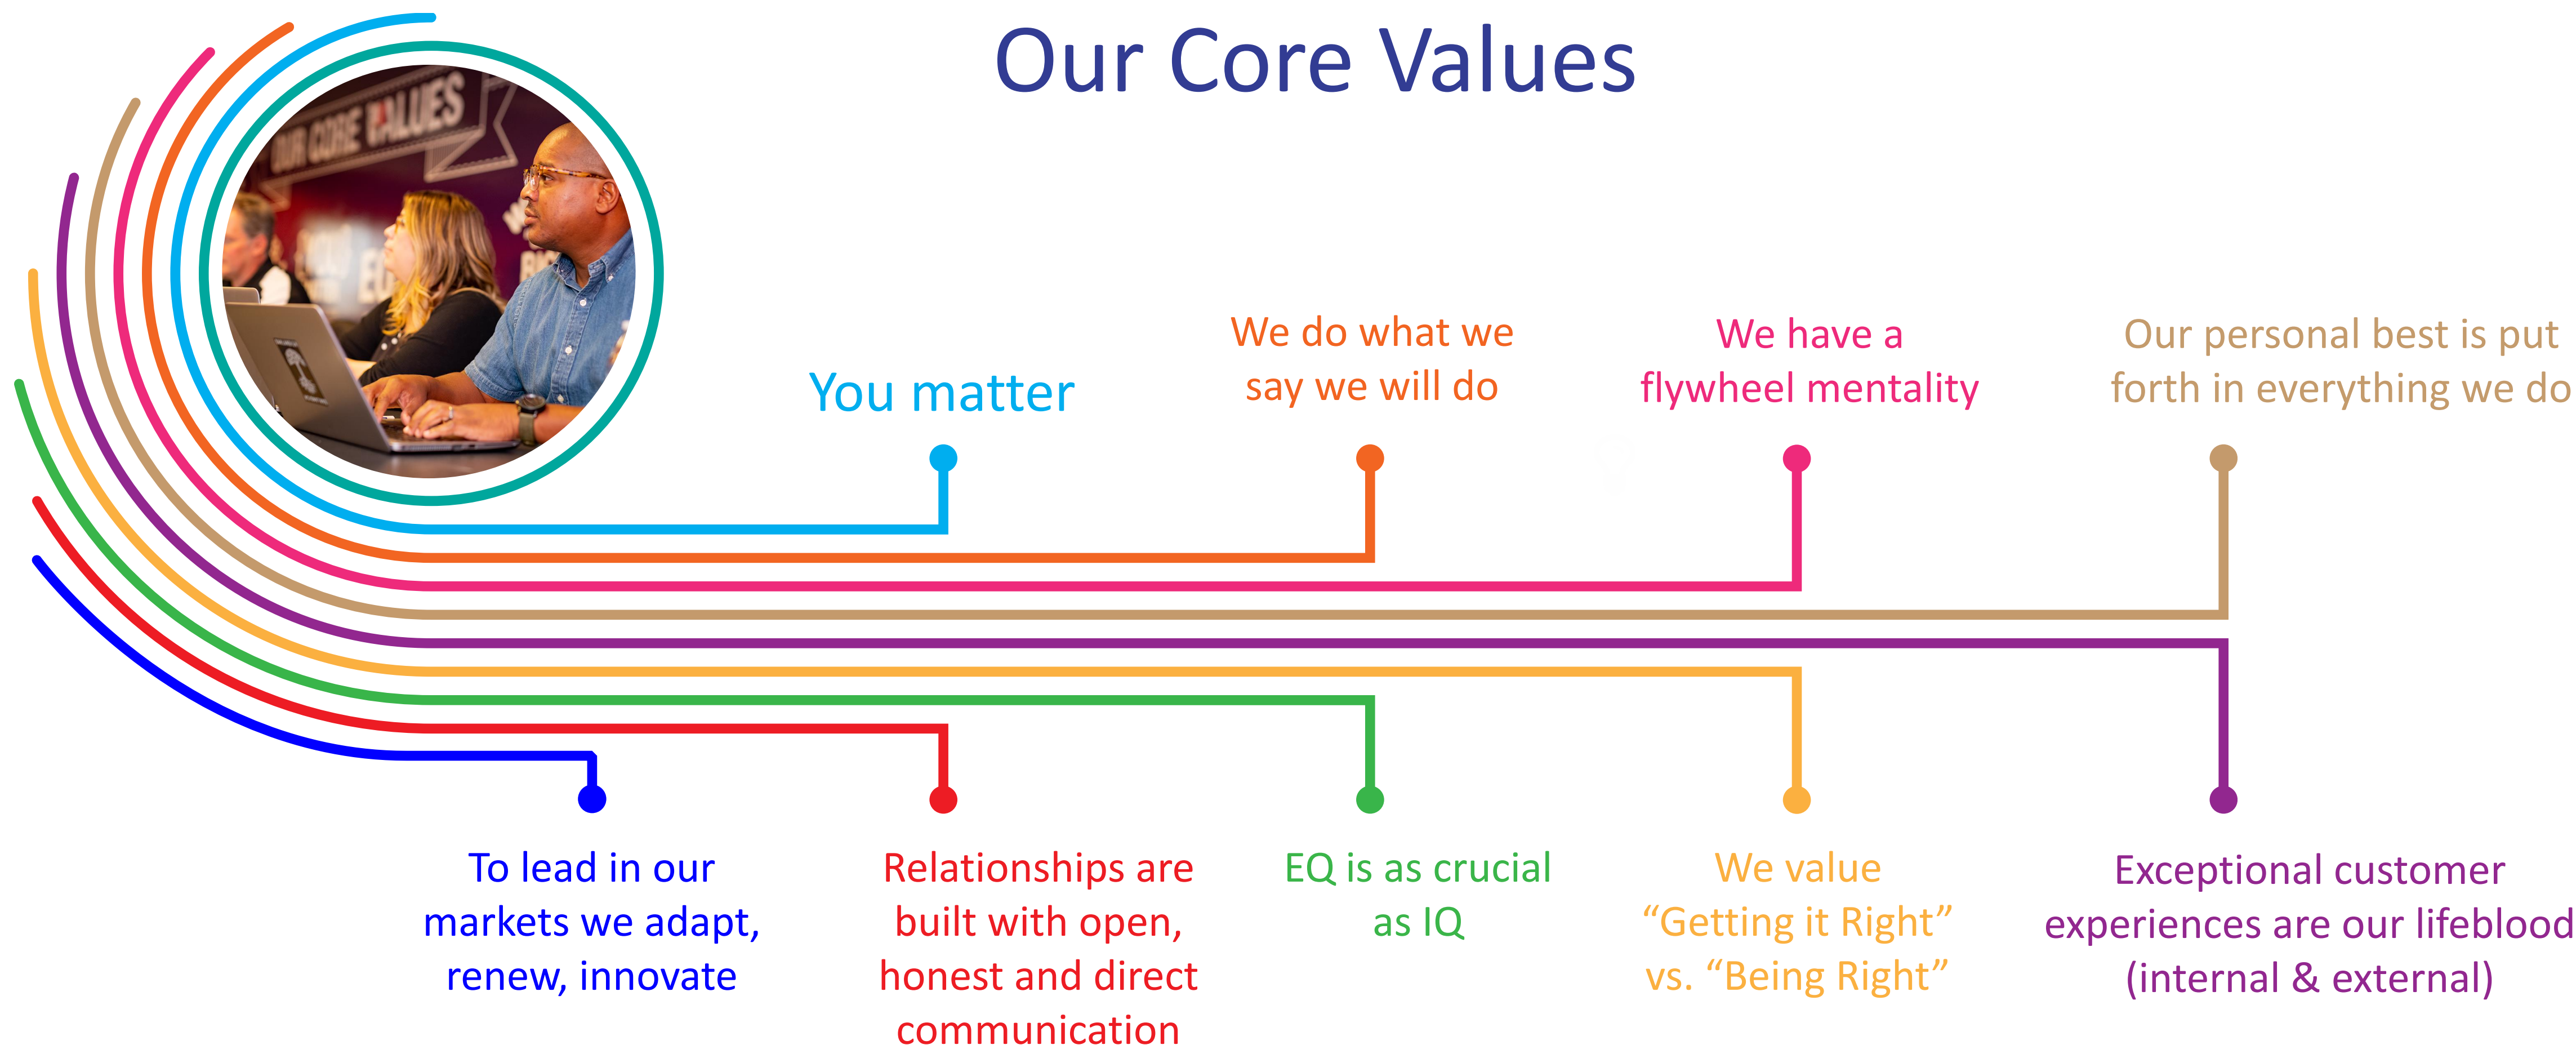 Our Core Values
OUR CORE VALUES
You matter
We do what we
say we will do
We have a
flywheel mentality
Our personal best is put
forth in everything we do
To lead in our
markets we adapt,
renew, innovate
Relationships are
built with open,
honest and direct
communication
EQ is as crucial
as IQ
We value
“Getting it Right”
vs. “Being Right”
Exceptional customer
experiences are our lifeblood
(internal & external)